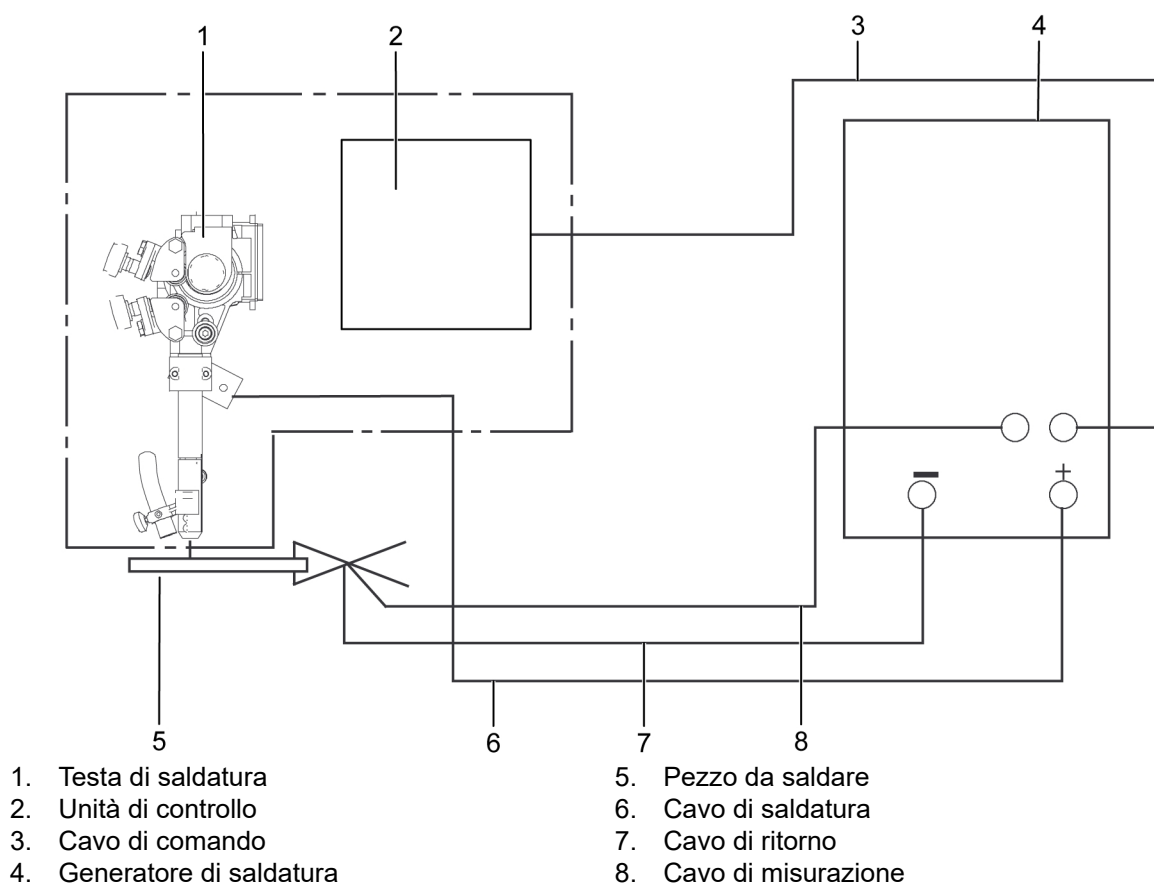 1
2
3
4
+
5
6
7
8
1. Testa di saldatura
2. Unità di controllo
3. Cavo di comando
4. Generatore di saldatura
5. Pezzo da saldare
6. Cavo di saldatura
7. Cavo di ritorno
8. Cavo di misurazione